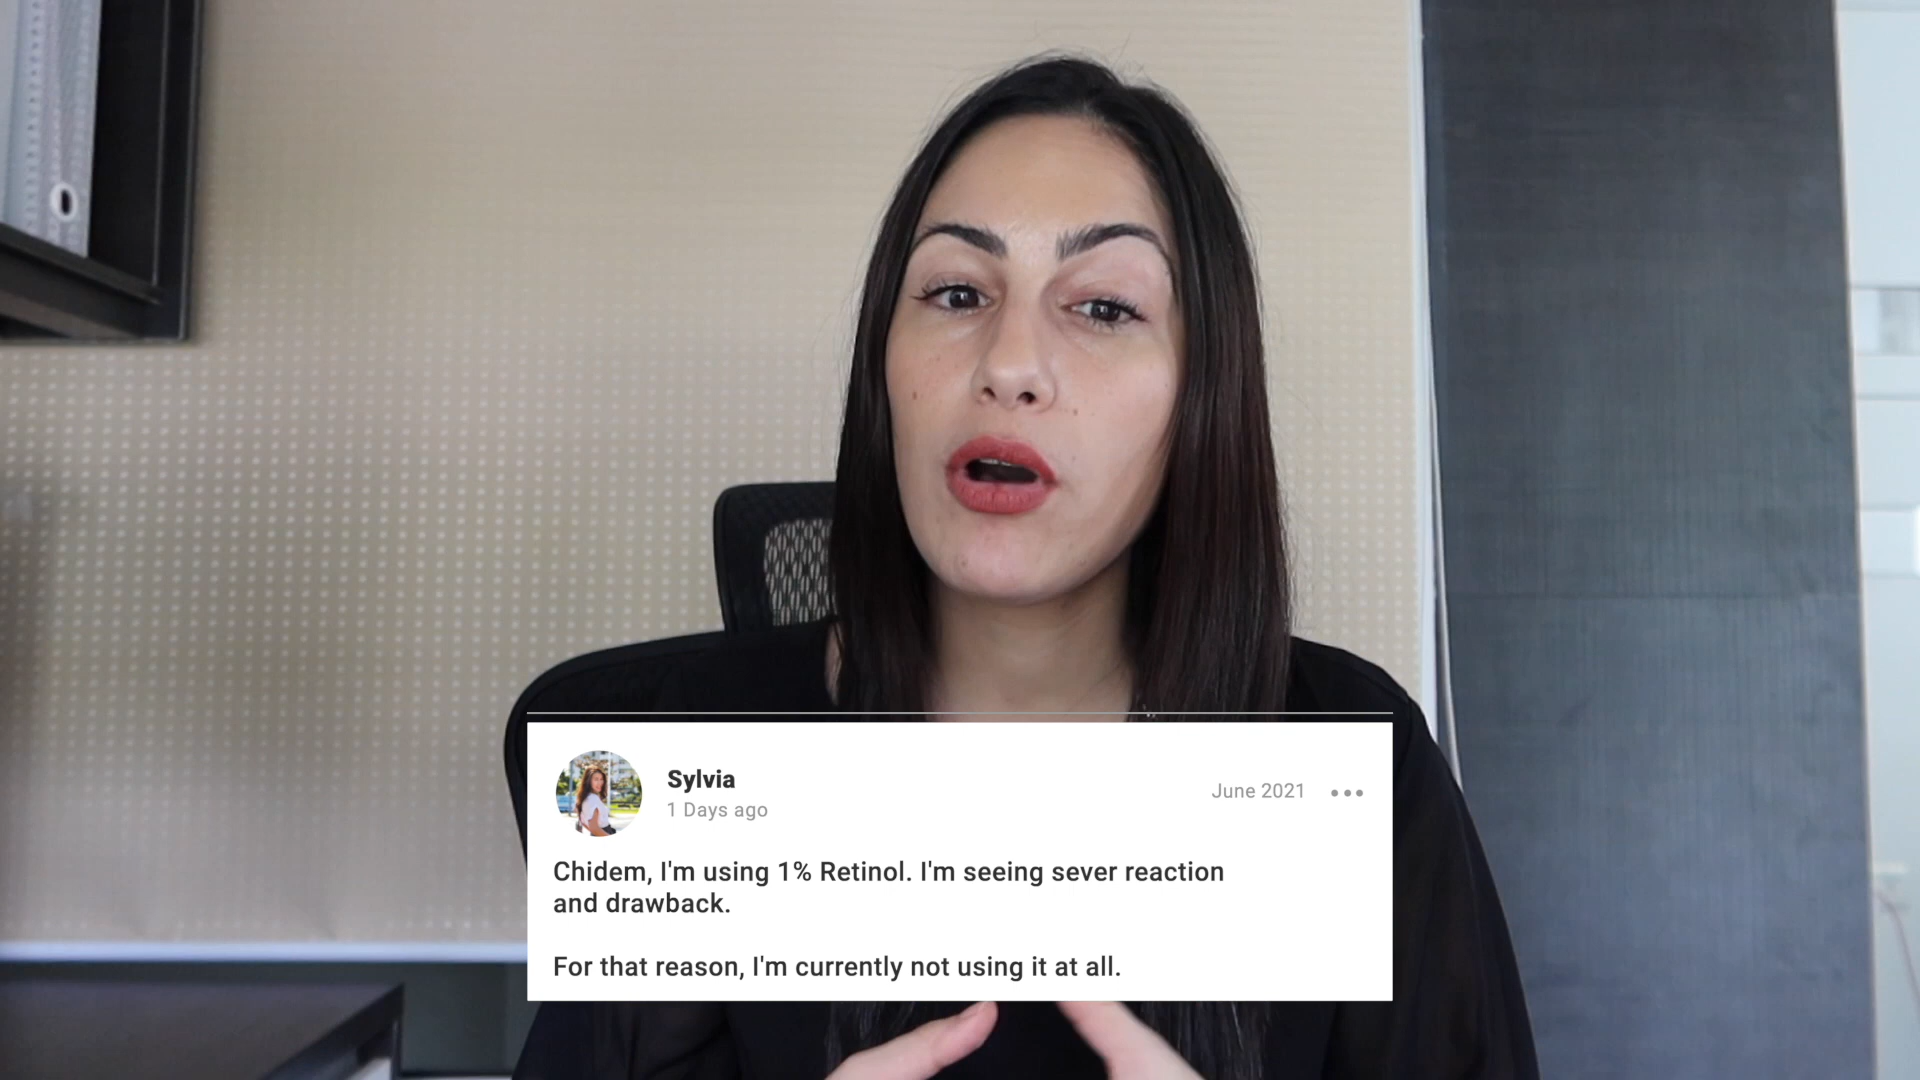 Sylvia
1 Days ago
June 2021
Chidem, I'm using 1% Retinol. I'm seeing sever reaction
and drawback.
For that reason, I'm currently not using it at all.